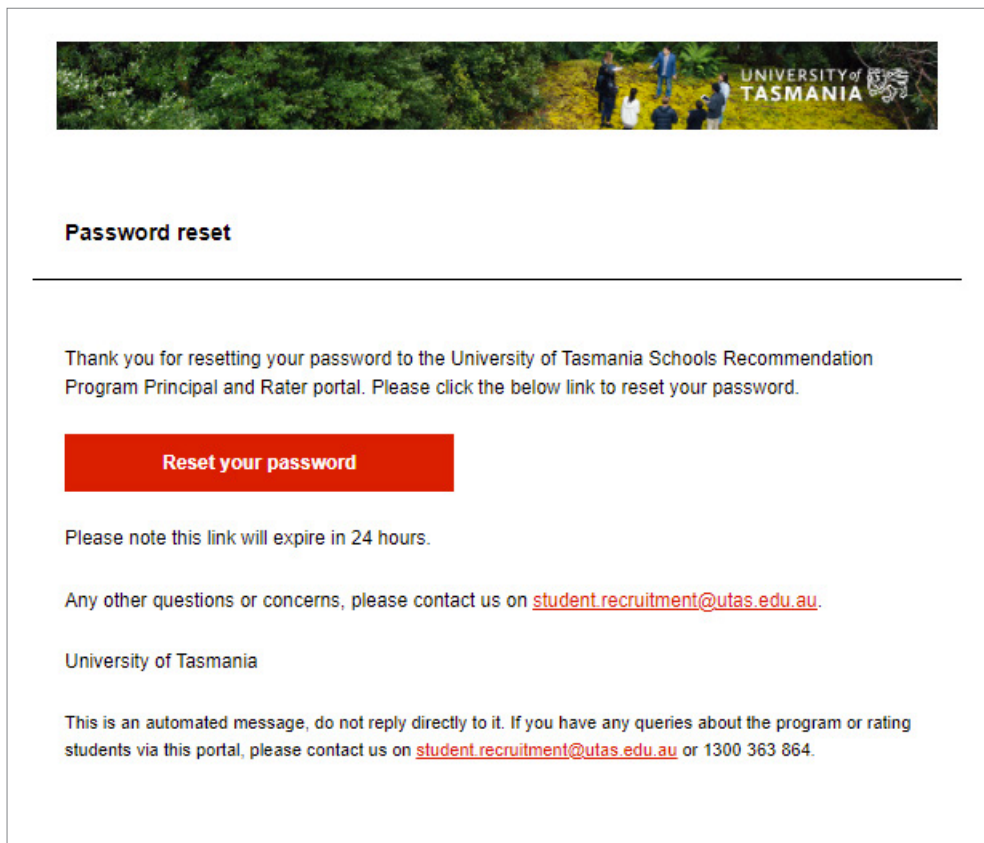 UNIVERSITY of
TASMANIA
Password reset
Thank you for resetting your password to the University of Tasmania Schools Recommendation
Program Principal and Rater portal. Please click the below link to reset your password.
Reset your password
Please note this link will expire in 24 hours.
Any other questions or concerns, please contact us on student.recruitment@utas.edu.au.
University of Tasmania
This is an automated message, do not reply directly to it. If you have any queries about the program or rating
students via this portal, please contact us on student.recruitment@utas.edu.au or 1300 363 864.